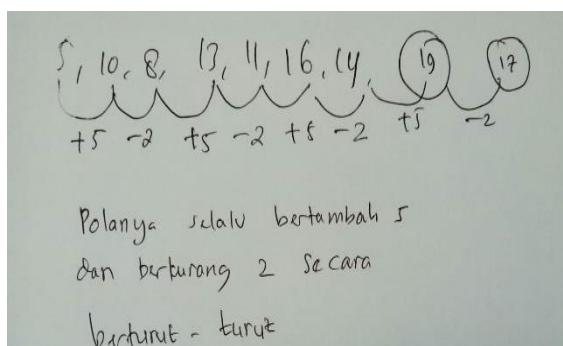 5, 10, 8, 13, 11, 16, 14, 19 17
+5 -2 +5 -2 +5 -2 +5 -2
Polanya selalu bertambah 5
dan berkurang 2 secara
berturut - turut